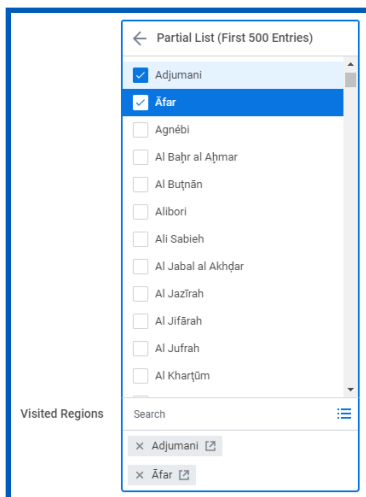 Partial List (First 500 Entries)
Adjumani
Āfar
Agnébi
Al Baḩr al Aḩmar
Al Buţnān
Alibori
Ali Sabieh
Al Jabal al Akhḑar
Al Jazīrah
Al Jifārah
Al Jufrah
Al Kharţūm
Visited Regions
Search
Adjumani
Āfar